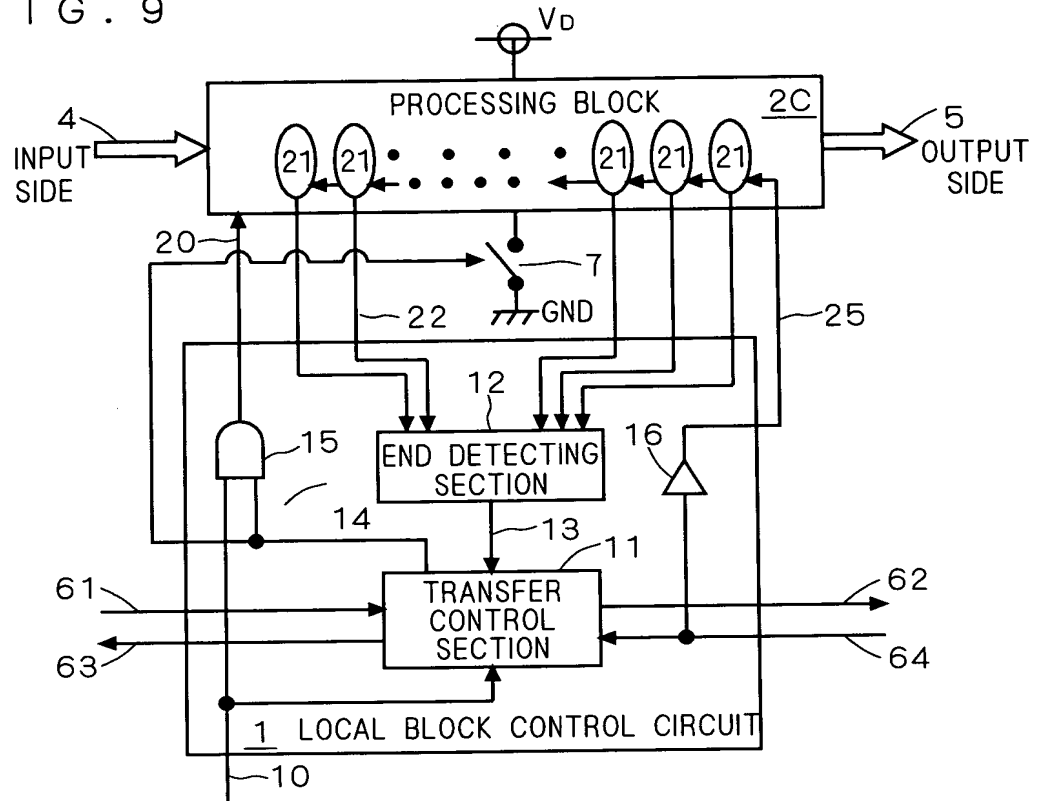 IG. 9
VD
PROCESSING BLOCK
2C
4
INPUT
SIDE
5
OUTPUT
SIDE
21
21
21
21
21
20
7
GND
22
25
12
15
END DETECTING
SECTION
16
14
13
11
61
TRANSFER
CONTROL
SECTION
62
63
64
1 LOCAL BLOCK CONTROL CIRCUIT
10